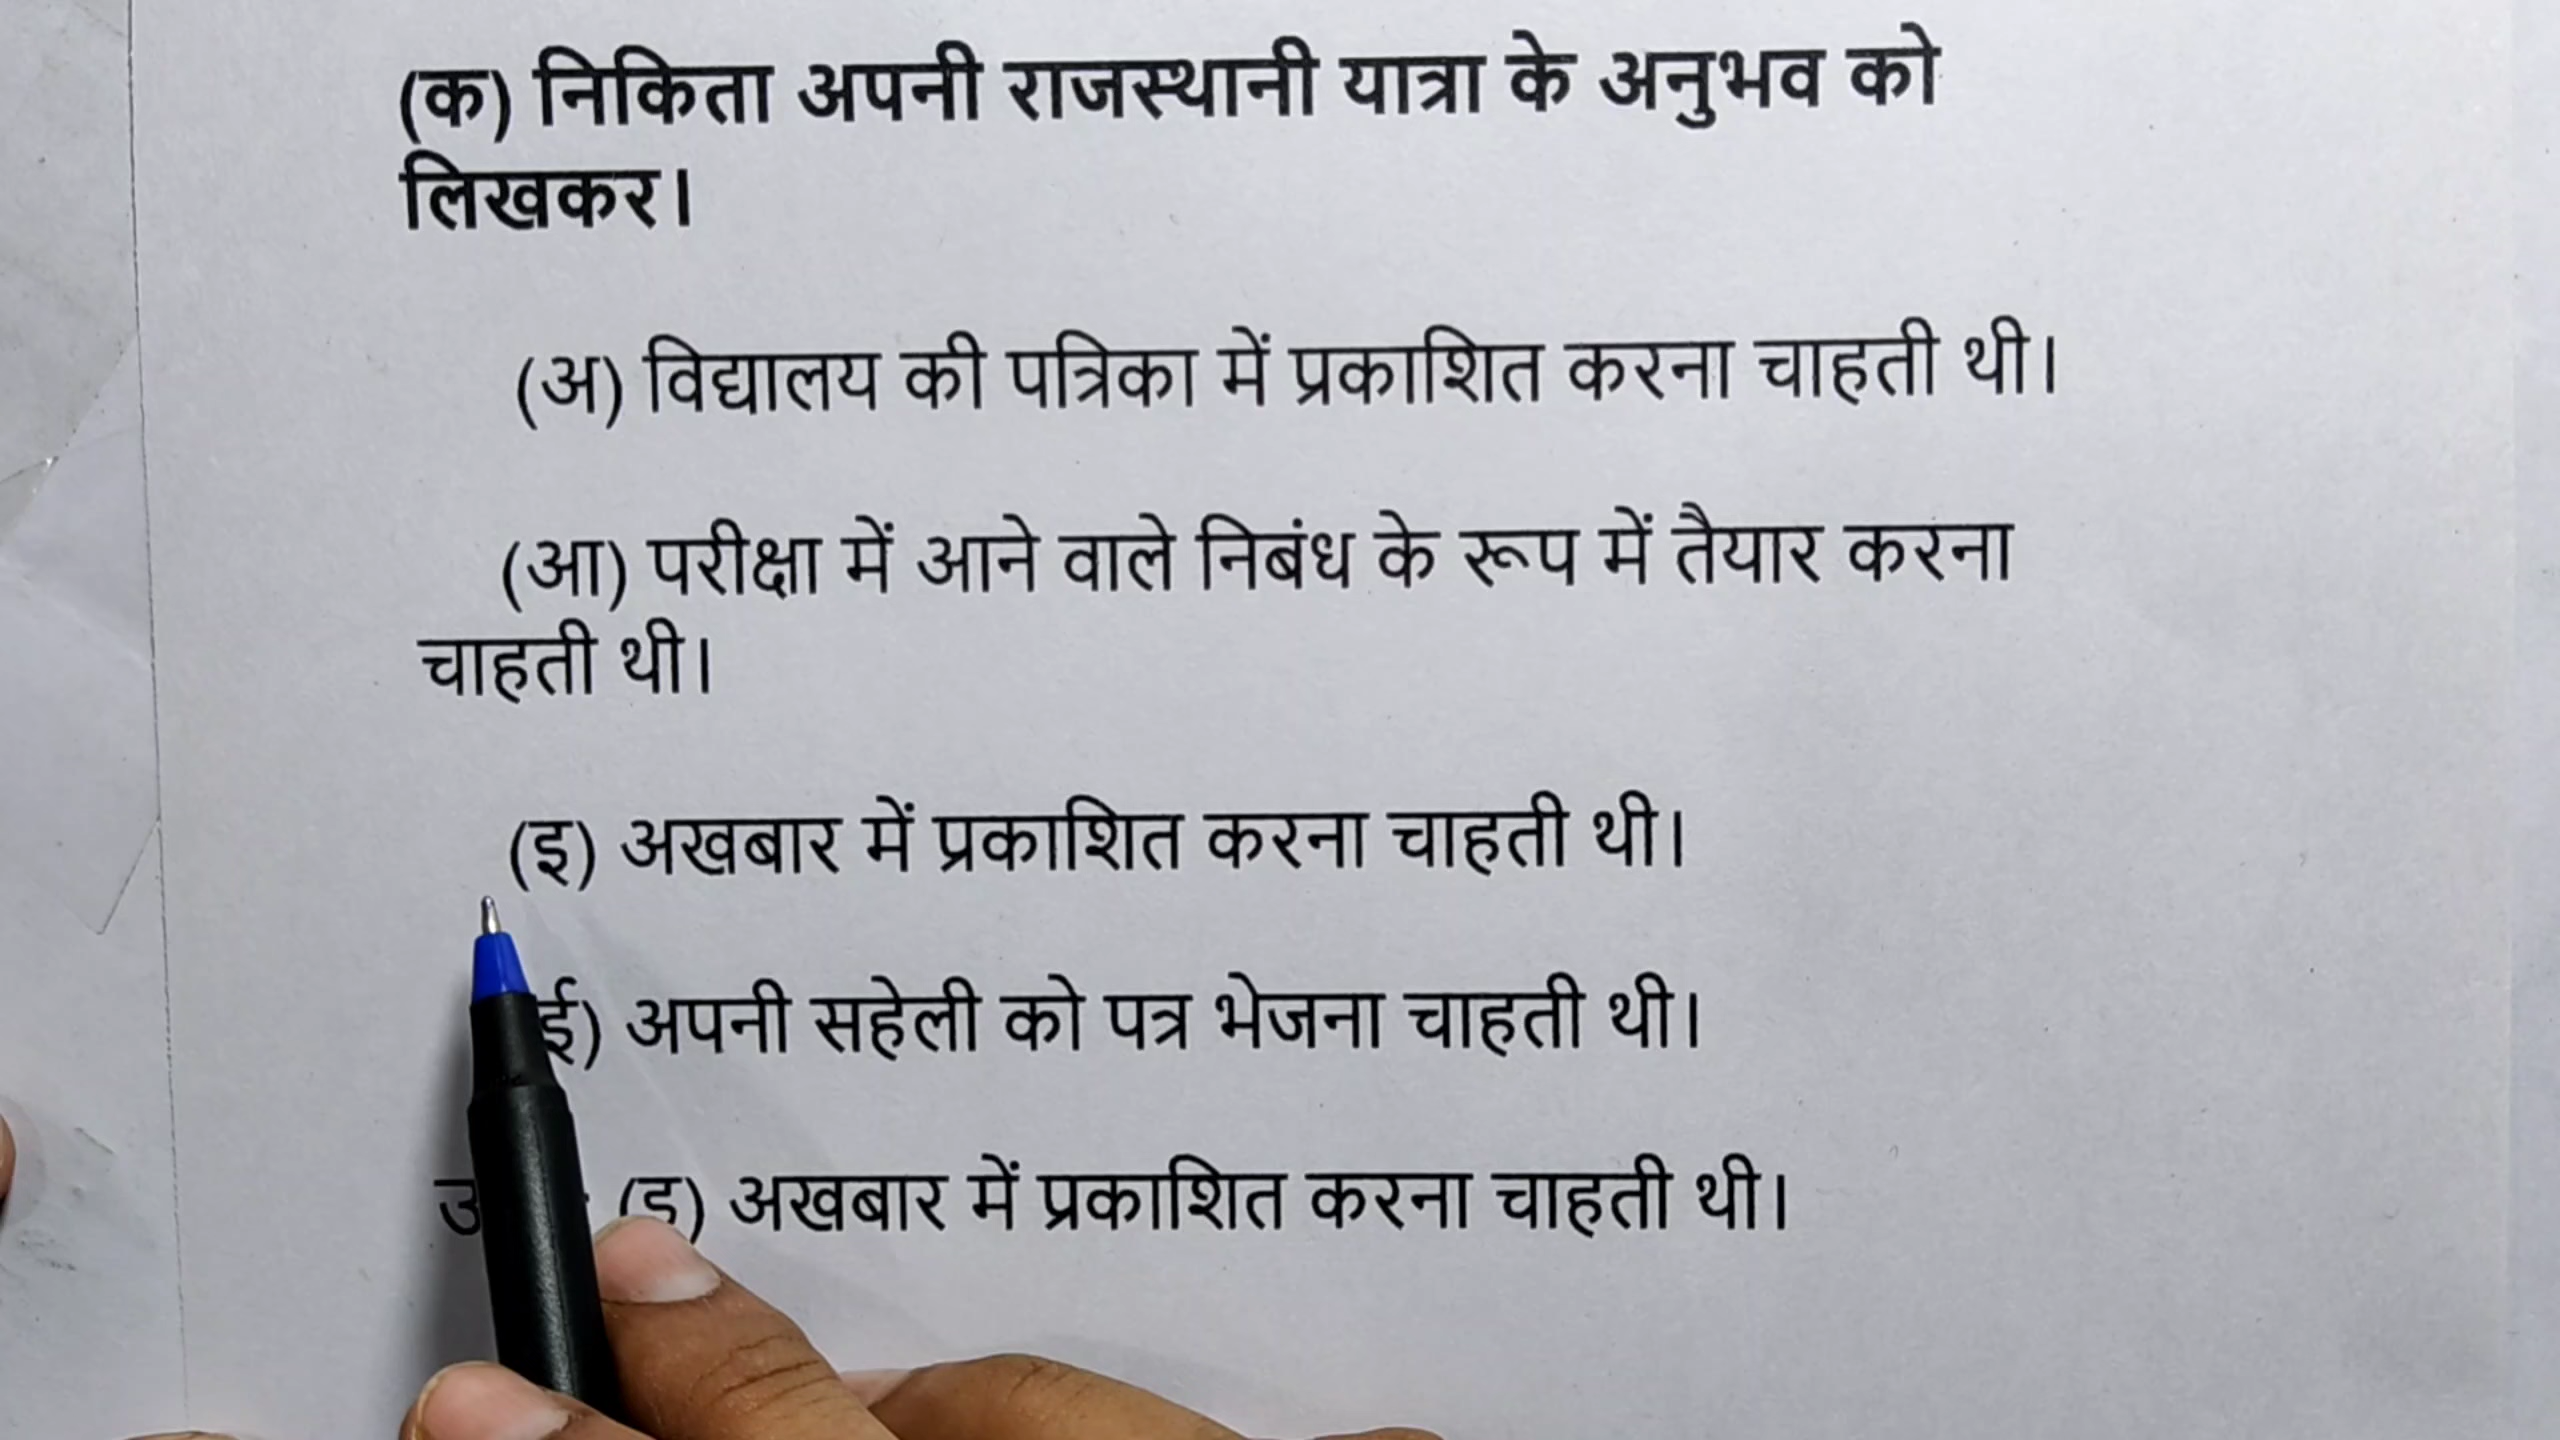 (क) निकिता अपनी राजस्थानी यात्रा के अनुभव को
लिखकर।
(अ) विद्यालय की पत्रिका में प्रकाशित करना चाहती थी।
(आ) परीक्षा में आने वाले निबंध के रूप में तैयार करना
चाहती थी।
(इ) अखबार में प्रकाशित करना चाहती थी।
ई) अपनी सहेली को पत्र भेजना चाहती थी।
(इ) अखबार में प्रकाशित करना चाहती थी।